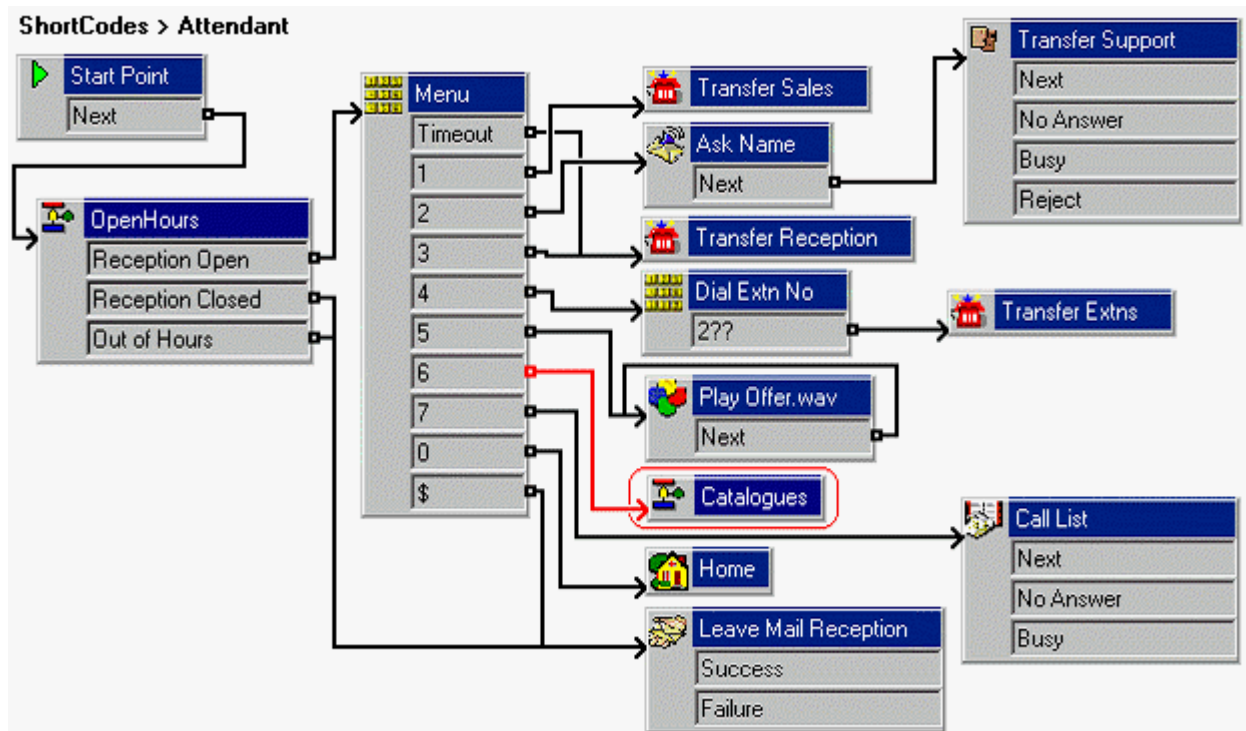 ShortCodes > Attendant
Start Point
Next
OpenHours
Reception Open
Reception Closed
Out of Hours
Menu
Timeout
1
2
3
4
5
6
7
0
$
Transfer Sales
Ask Name
Next
Transfer Reception
Dial Extn No
2??
Play Offer.wav
Next
Catalogues
Home
Leave Mail Reception
Success
Failure
Transfer Support
Next
No Answer
Busy
Reject
Transfer Extns
Call List
Next
No Answer
Busy